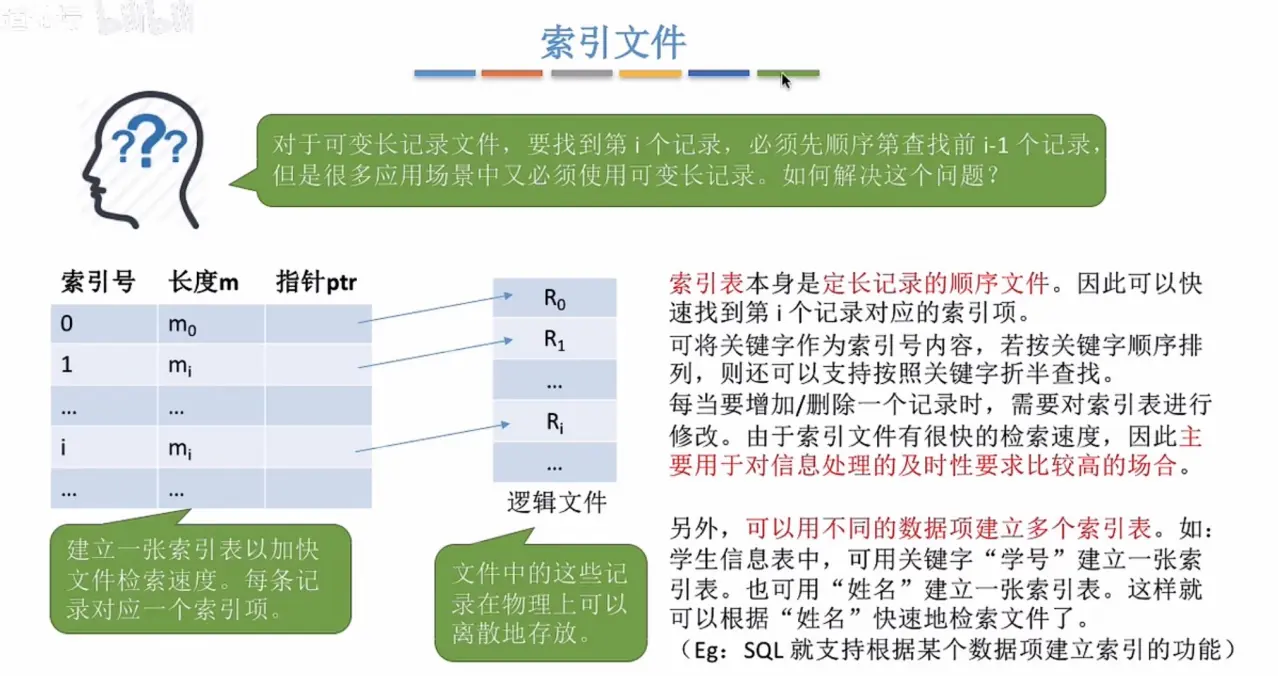 索引文件
???
对于可变长记录文件，要找到第 i 个记录，必须先顺序第查找前 i-1 个记录，
但是很多应用场景中又必须使用可变长记录。如何解决这个问题？
索引号 长度m 指针ptr
0 m0
1 mi
... ...
i mi
... ...
R0
R1
...
Ri
...
逻辑文件
建立一张索引表以加快
文件检索速度。每条记
录对应一个索引项。
文件中的这些记
录在物理上可以
离散地存放。
索引表本身是定长记录的顺序文件。因此可以快
速找到第 i 个记录对应的索引项。
可将关键字作为索引号内容，若按关键字顺序排
列，则还可以支持按照关键字折半查找。
每当要增加/删除一个记录时，需要对索引表进行
修改。由于索引文件有很快的检索速度，因此主
要用于对信息处理的及时性要求比较高的场合。
另外，可以用不同的数据项建立多个索引表。如：
学生信息表中，可用关键字“学号”建立一张索
引表。也可用“姓名”建立一张索引表。这样就
可以根据“姓名”快速地检索文件了。
（Eg：SQL 就支持根据某个数据项建立索引的功能）